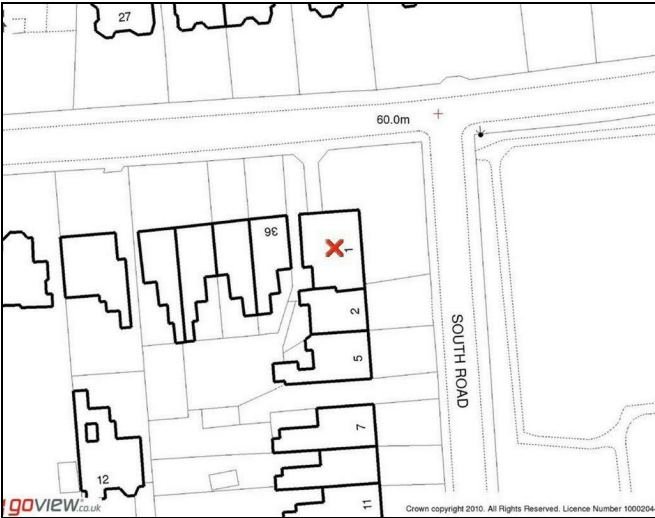 27
60.0m
36
1
2
SOUTH ROAD
5
7
12
11
goview.co.uk
Crown copyright 2010. All Rights Reserved. Licence Number 1000204